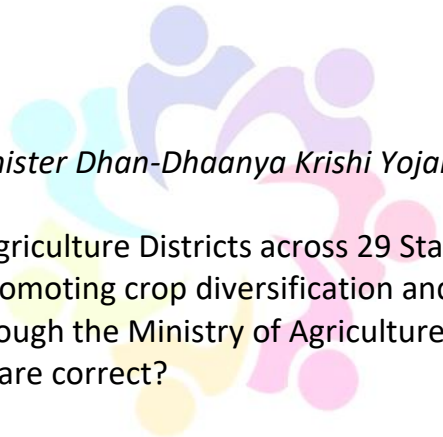 nister Dhan-Dhaanya Krishi Yoja
griculture Districts across 29 Sta
omoting crop diversification and
ough the Ministry of Agriculture
are correct?